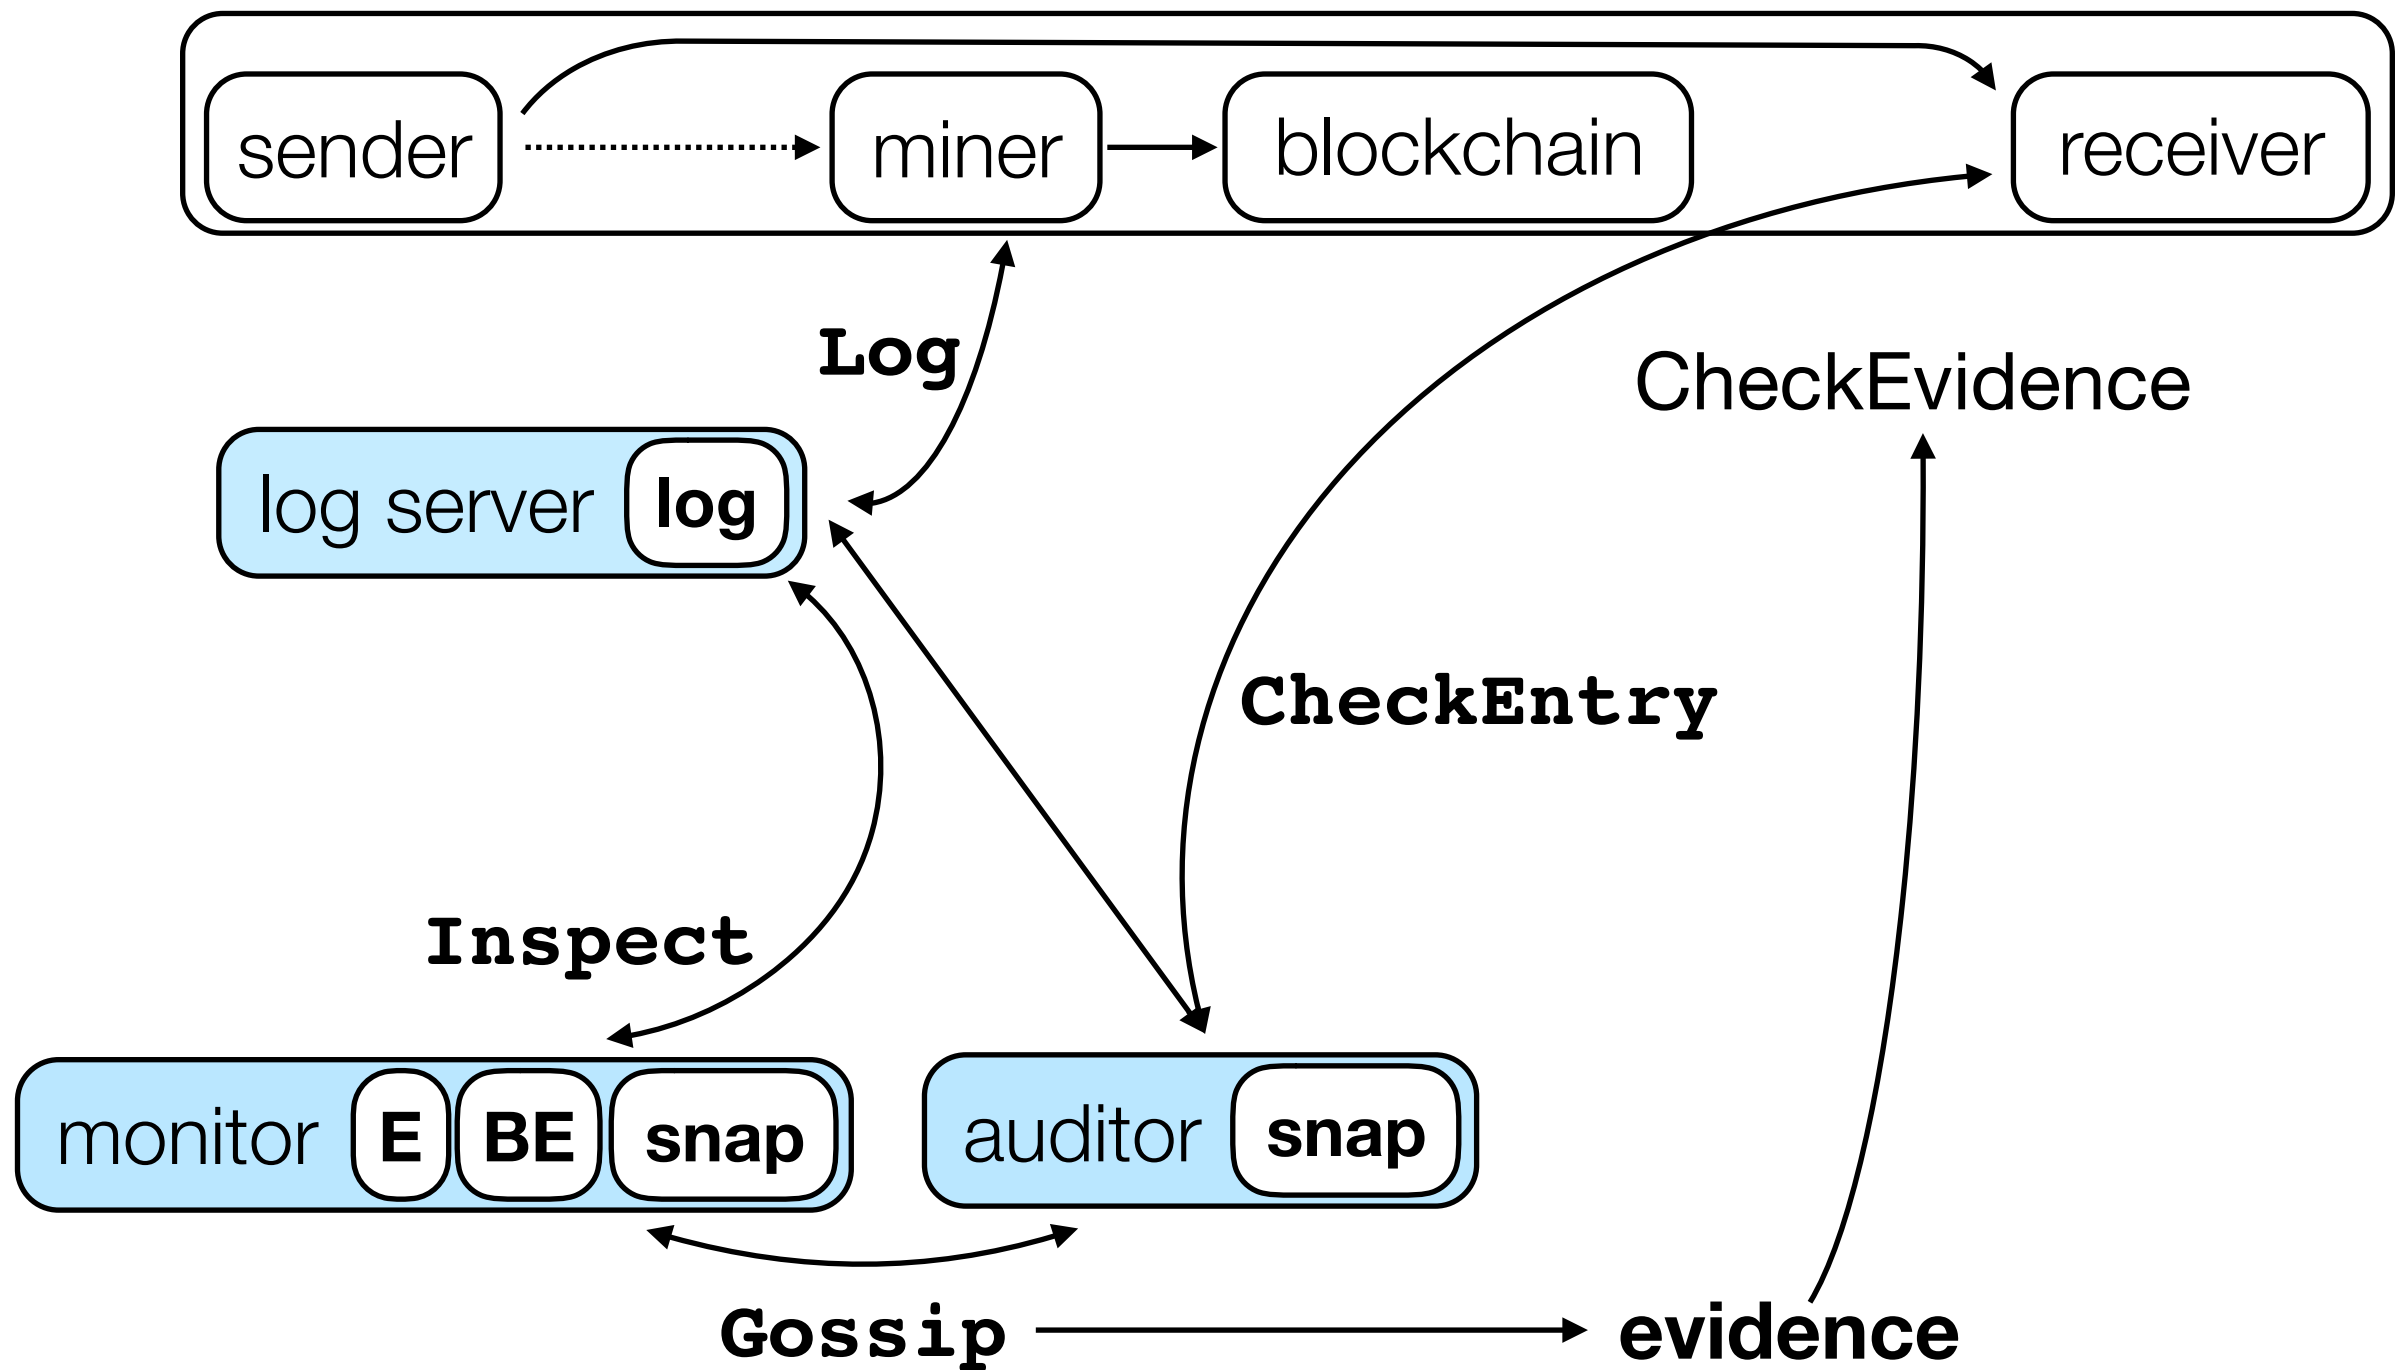 sender miner blockchain receiver
Log
CheckEvidence
log server log
CheckEntry
Inspect
monitor E BE snap auditor snap
Gossip evidence